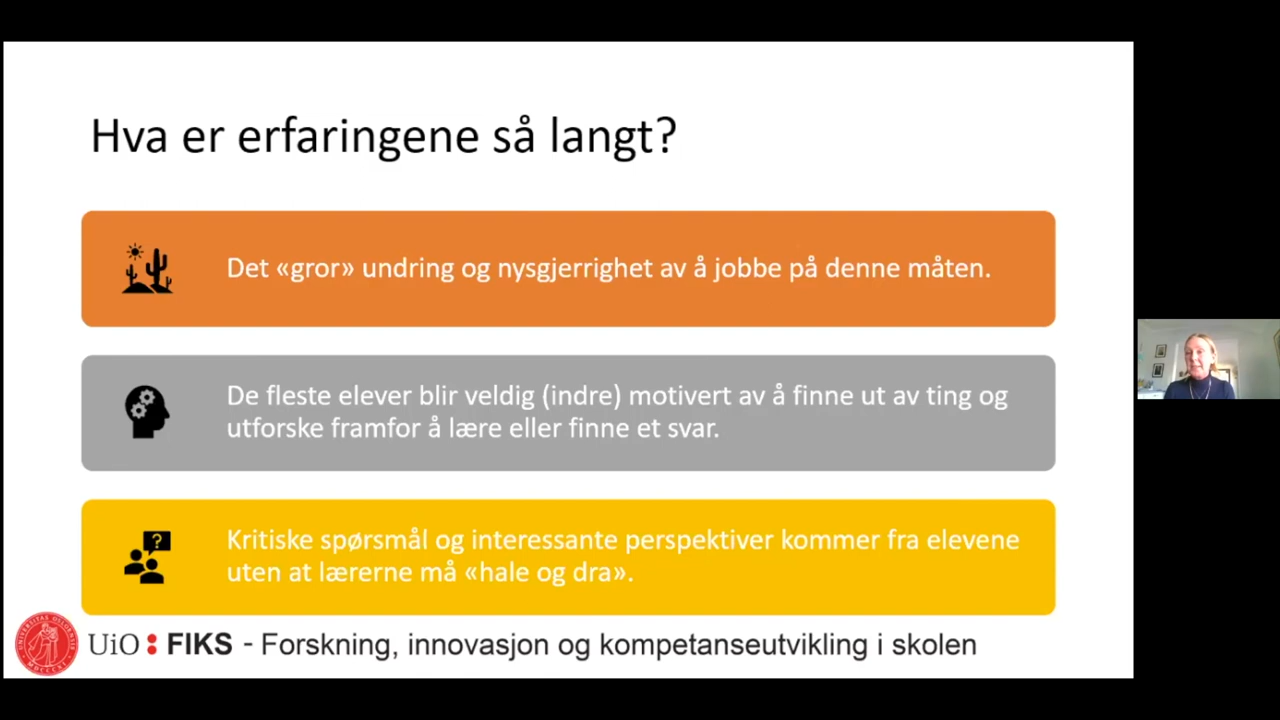 Hva er erfaringene så langt?
Det «gror» undring og nysgjerrighet av å jobbe på denne måten.
De fleste elever blir veldig (indre) motivert av å finne ut av ting og
utforske framfor å lære eller finne et svar.
?
Kritiske spørsmål og interessante perspektiver kommer fra elevene
uten at lærerne må «hale og dra».
UiO : FIKS - Forskning, innovasjon og kompetanseutvikling i skolen